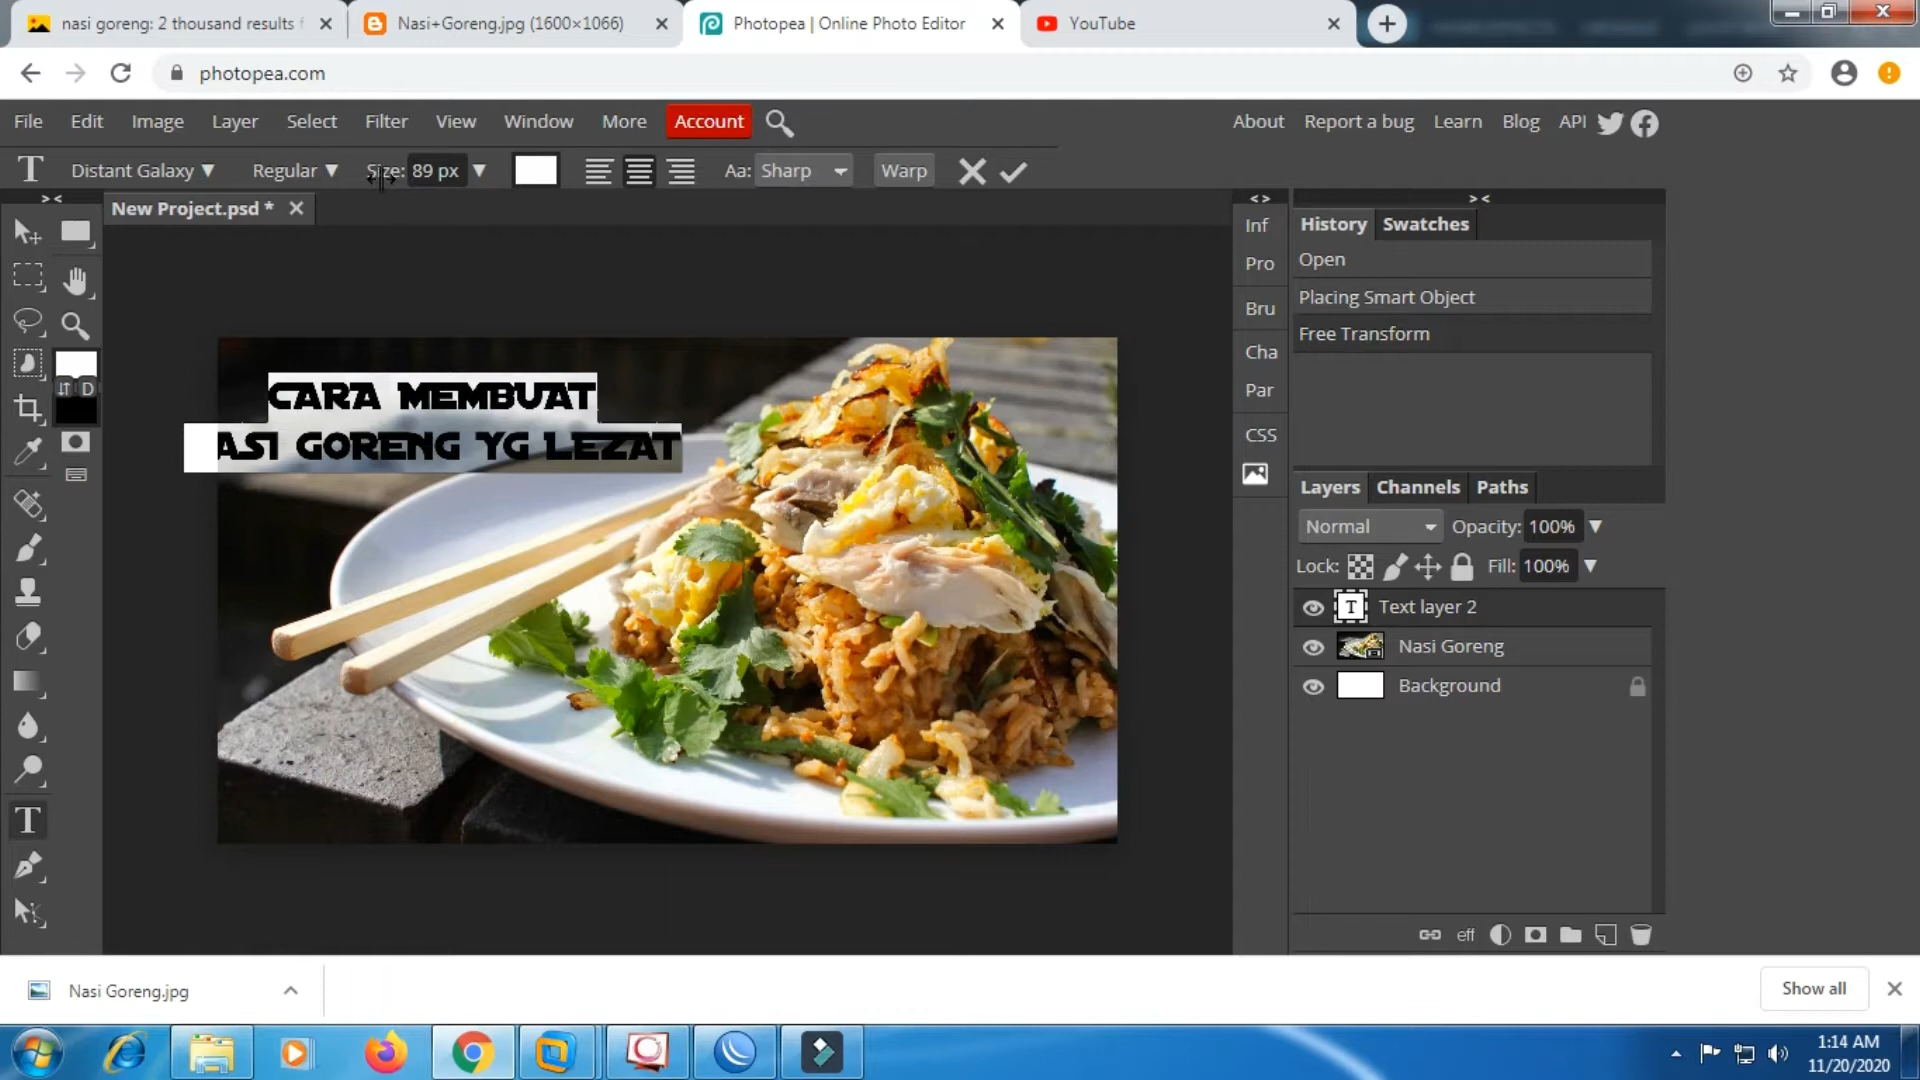 nasi goreng: 2 thousand results
Nasi+Goreng.jpg (1600×1066)
Photopea | Online Photo Editor
YouTube
photopea.com
File Edit Image Layer Select Filter View Window More Account
About Report a bug Learn Blog API
Distant Galaxy Regular Size: 89 px Aa: Sharp Warp
New Project.psd *
Inf
Pro
Bru
Cha
Par
CSS
D
CARA MEMBUAT
ASI GORENG YG LEZAT
History Swatches
Open
Placing Smart Object
Free Transform
Layers Channels Paths
Normal Opacity: 100%
Lock: Fill: 100%
Text layer 2
Nasi Goreng
Background
eff
Nasi Goreng.jpg
Show all
1:14 AM
11/20/2020